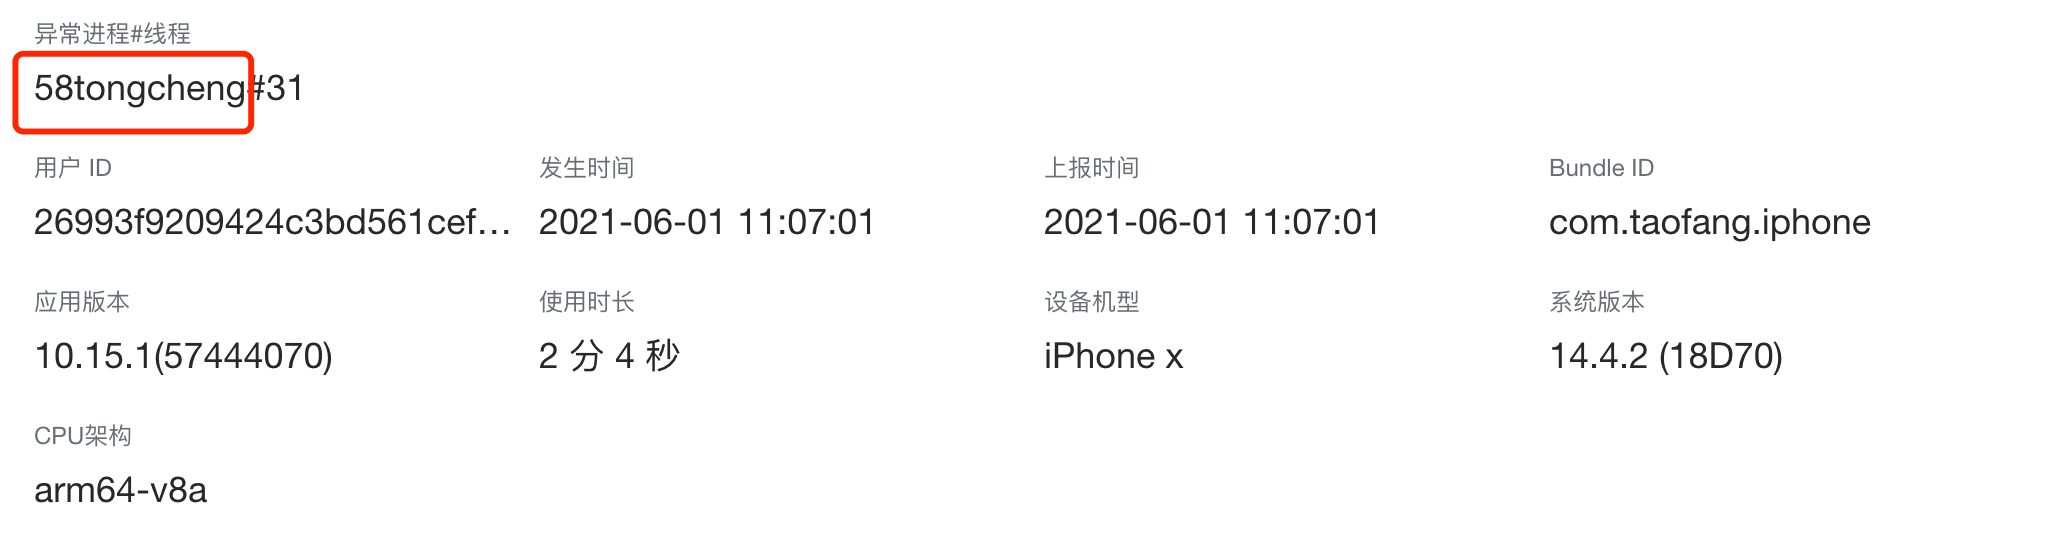 异常进程#线程
58tongcheng#31
用户 ID 发生时间 上报时间 Bundle ID
26993f9209424c3bd561cef... 2021-06-01 11:07:01 2021-06-01 11:07:01 com.taofang.iphone
应用版本 使用时长 设备机型 系统版本
10.15.1(57444070) 2 分 4 秒 iPhone x 14.4.2 (18D70)
CPU架构
arm64-v8a